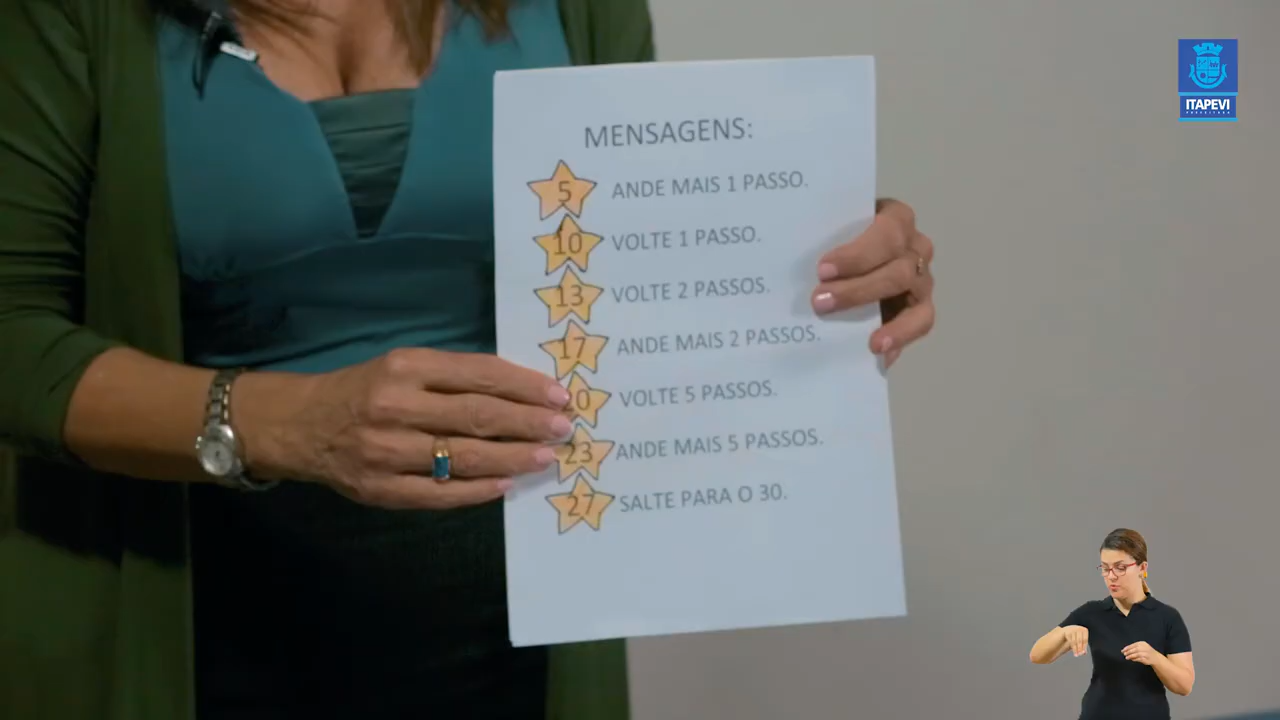 MENSAGENS:
5 ANDE MAIS 1 PASSO.
10 VOLTE 1 PASSO.
13 VOLTE 2 PASSOS.
17 ANDE MAIS 2 PASSOS.
VOLTE 5 PASSOS.
23 ANDE MAIS 5 PASSOS.
27 SALTE PARA O 30.
ITAPEVI
PREFEITURA